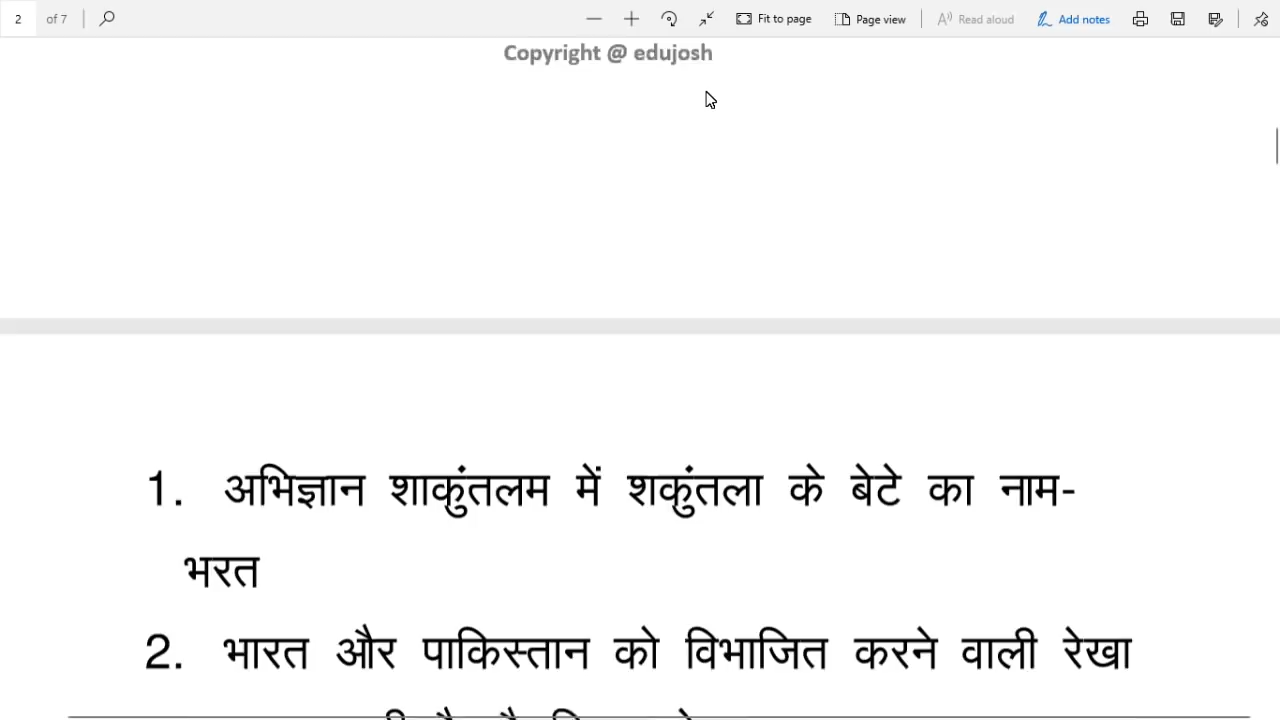 2 of 7 Fit to page Page view Read aloud Add notes
Copyright @ edujosh
1. अभिज्ञान शाकुंतलम में शकुंतला के बेटे का नाम-
भरत
2. भारत और पाकिस्तान को विभाजित करने वाली रेखा